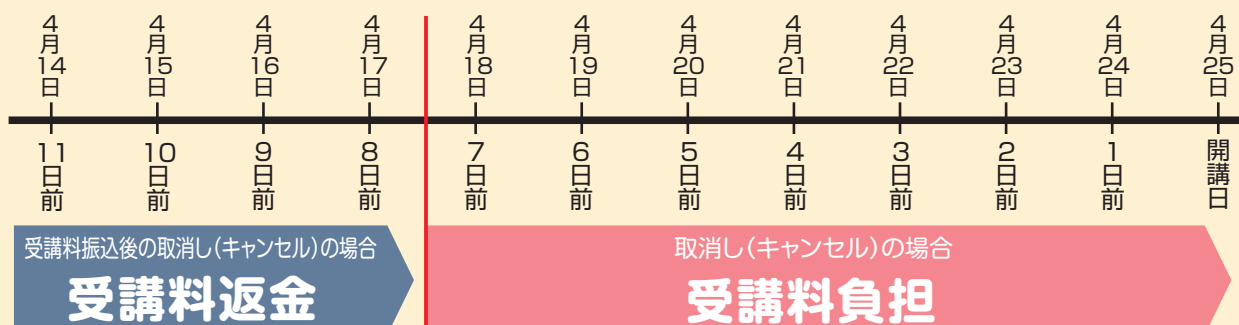 4月14日
4月15日
4月16日
4月17日
4月18日
4月19日
4月20日
4月21日
4月22日
4月23日
4月24日
4月25日
11日前
10日前
9日前
8日前
7日前
6日前
5日前
4日前
3日前
2日前
1日前
開講日
受講料振込後の取消し(キャンセル)の場合
受講料返金
取消し(キャンセル)の場合
受講料負担